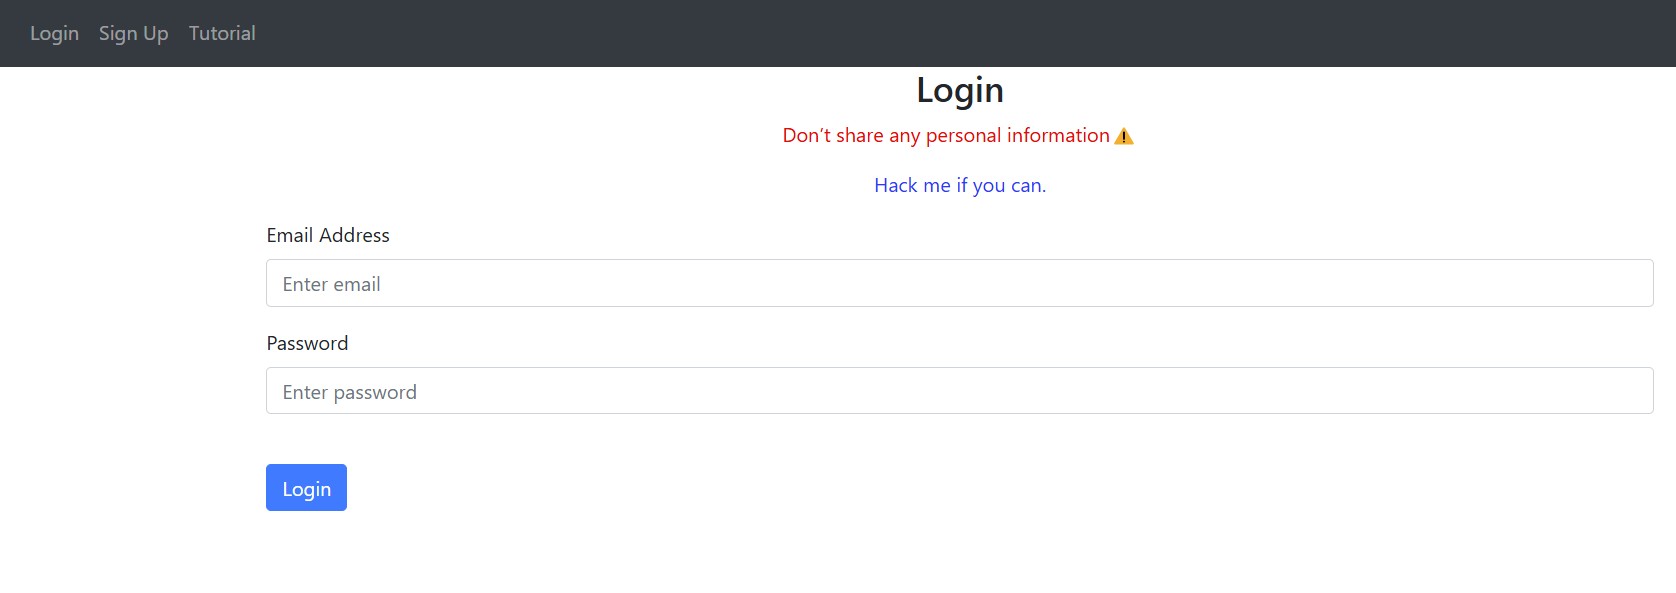 Login Sign Up Tutorial
Login
Don’t share any personal information ⚠
Hack me if you can.
Email Address
Enter email
Password
Enter password
Login